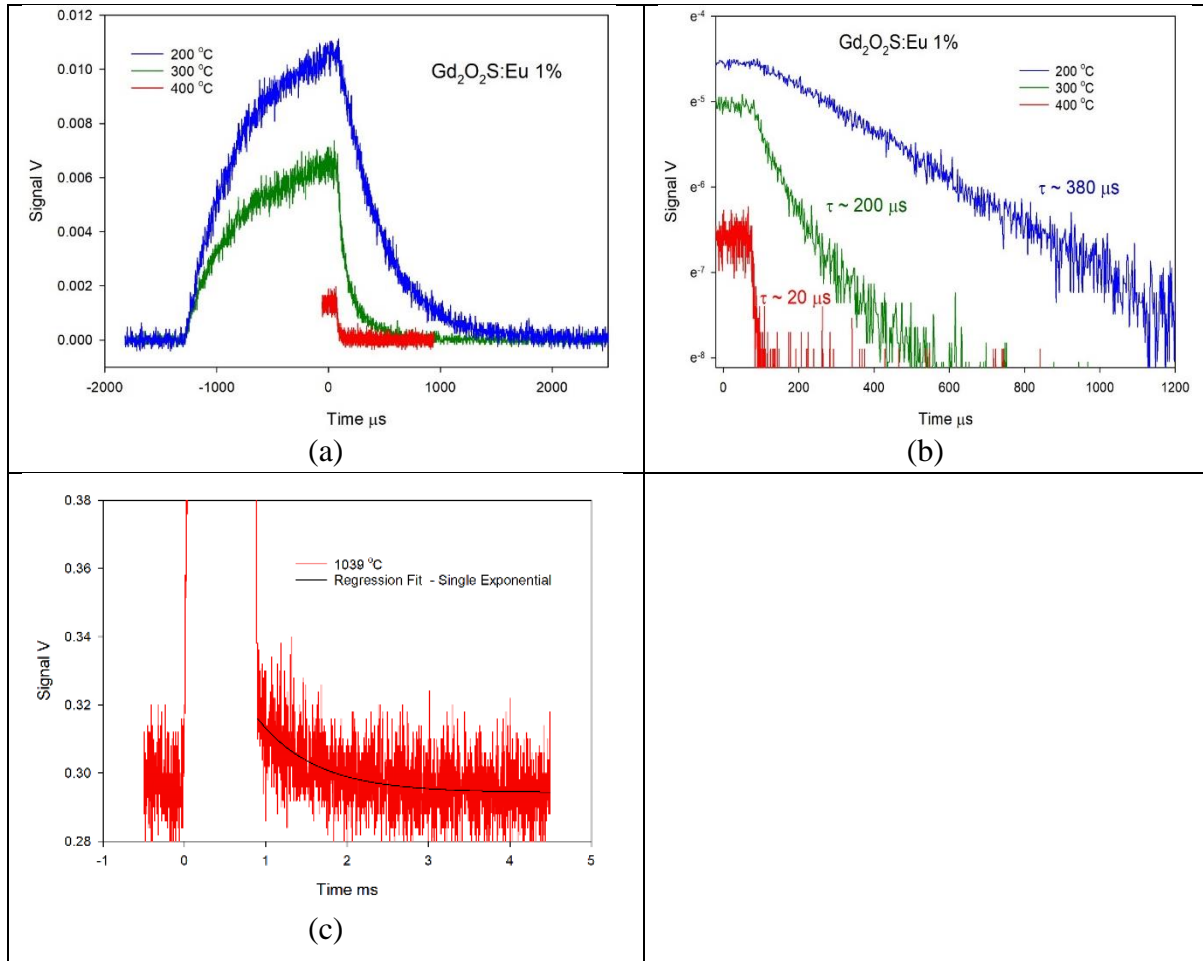 0.012
0.010
0.008
0.006
0.004
0.002
0.000
Signal V
200 °C
300 °C
400 °C
Gd₂O₂S:Eu 1%
-2000 -1000 0 1000 2000
Time μs
(a)
e⁻⁴
e⁻⁵
e⁻⁶
e⁻⁷
e⁻⁸
Signal V
Gd₂O₂S:Eu 1%
200 °C
300 °C
400 °C
τ ~ 380 μs
τ ~ 200 μs
τ ~ 20 μs
0 200 400 600 800 1000 1200
Time μs
(b)
0.38
0.36
0.34
0.32
0.30
0.28
Signal V
1039 °C
Regression Fit - Single Exponential
-1 0 1 2 3 4 5
Time ms
(c)